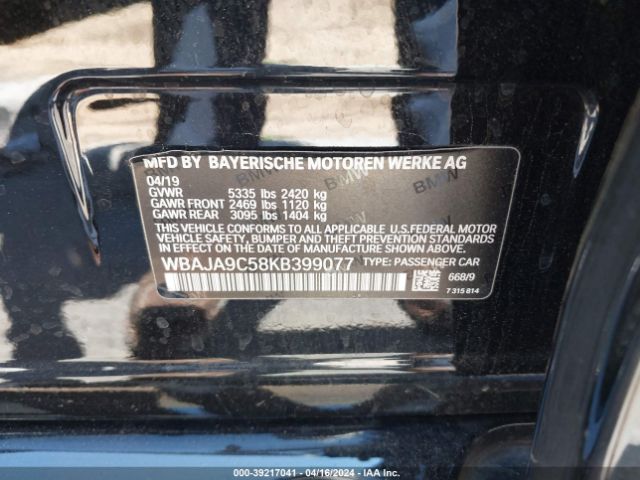 MFD BY BAYERISCHE MOTOREN WERKE AG
04/19
GVWR 5335 lbs 2420 kg
GAWR FRONT 2469 lbs 1120 kg
GAWR REAR 3095 lbs 1404 kg
THIS VEHICLE CONFORMS TO ALL APPLICABLE U.S.FEDERAL MOTOR
VEHICLE SAFETY, BUMPER AND THEFT PREVENTION STANDARDS IN
EFFECT ON THE DATE OF MANUFACTURE SHOWN ABOVE.
WBAJA9C58KB399077 TYPE: PASSENGER CAR
668/9
7 315 814
000-39217041 - 04/16/2024 - IAA Inc.